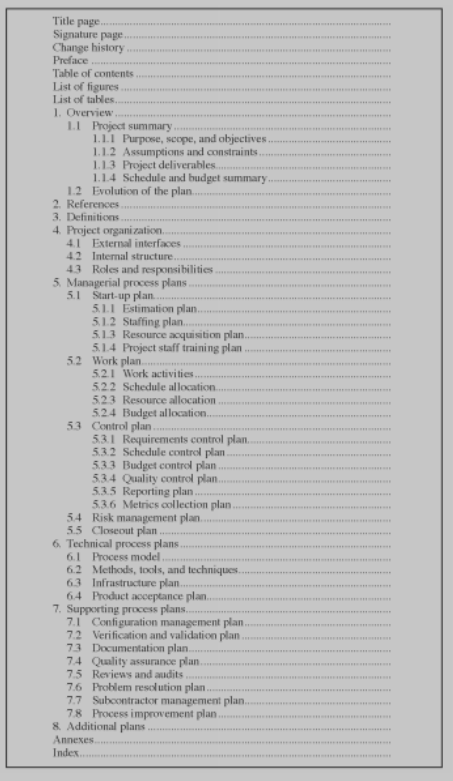 Title page
Signature page
Change history
Preface
Table of contents
List of figures
List of tables
1. Overview
1.1 Project summary
1.1.1 Purpose, scope, and objectives
1.1.2 Assumptions and constraints
1.1.3 Project deliverables
1.1.4 Schedule and budget summary
1.2 Evolution of the plan
2. References
3. Definitions
4. Project organization
4.1 External interfaces
4.2 Internal structure
4.3 Roles and responsibilities
5. Managerial process plans
5.1 Start-up plan
5.1.1 Estimation plan
5.1.2 Staffing plan
5.1.3 Resource acquisition plan
5.1.4 Project staff training plan
5.2 Work plan
5.2.1 Work activities
5.2.2 Schedule allocation
5.2.3 Resource allocation
5.2.4 Budget allocation
5.3 Control plan
5.3.1 Requirements control plan
5.3.2 Schedule control plan
5.3.3 Budget control plan
5.3.4 Quality control plan
5.3.5 Reporting plan
5.3.6 Metrics collection plan
5.4 Risk management plan
5.5 Closeout plan
6. Technical process plans
6.1 Process model
6.2 Methods, tools, and techniques
6.3 Infrastructure plan
6.4 Product acceptance plan
7. Supporting process plans
7.1 Configuration management plan
7.2 Verification and validation plan
7.3 Documentation plan
7.4 Quality assurance plan
7.5 Reviews and audits
7.6 Problem resolution plan
7.7 Subcontractor management plan
7.8 Process improvement plan
8. Additional plans
Annexes
Index